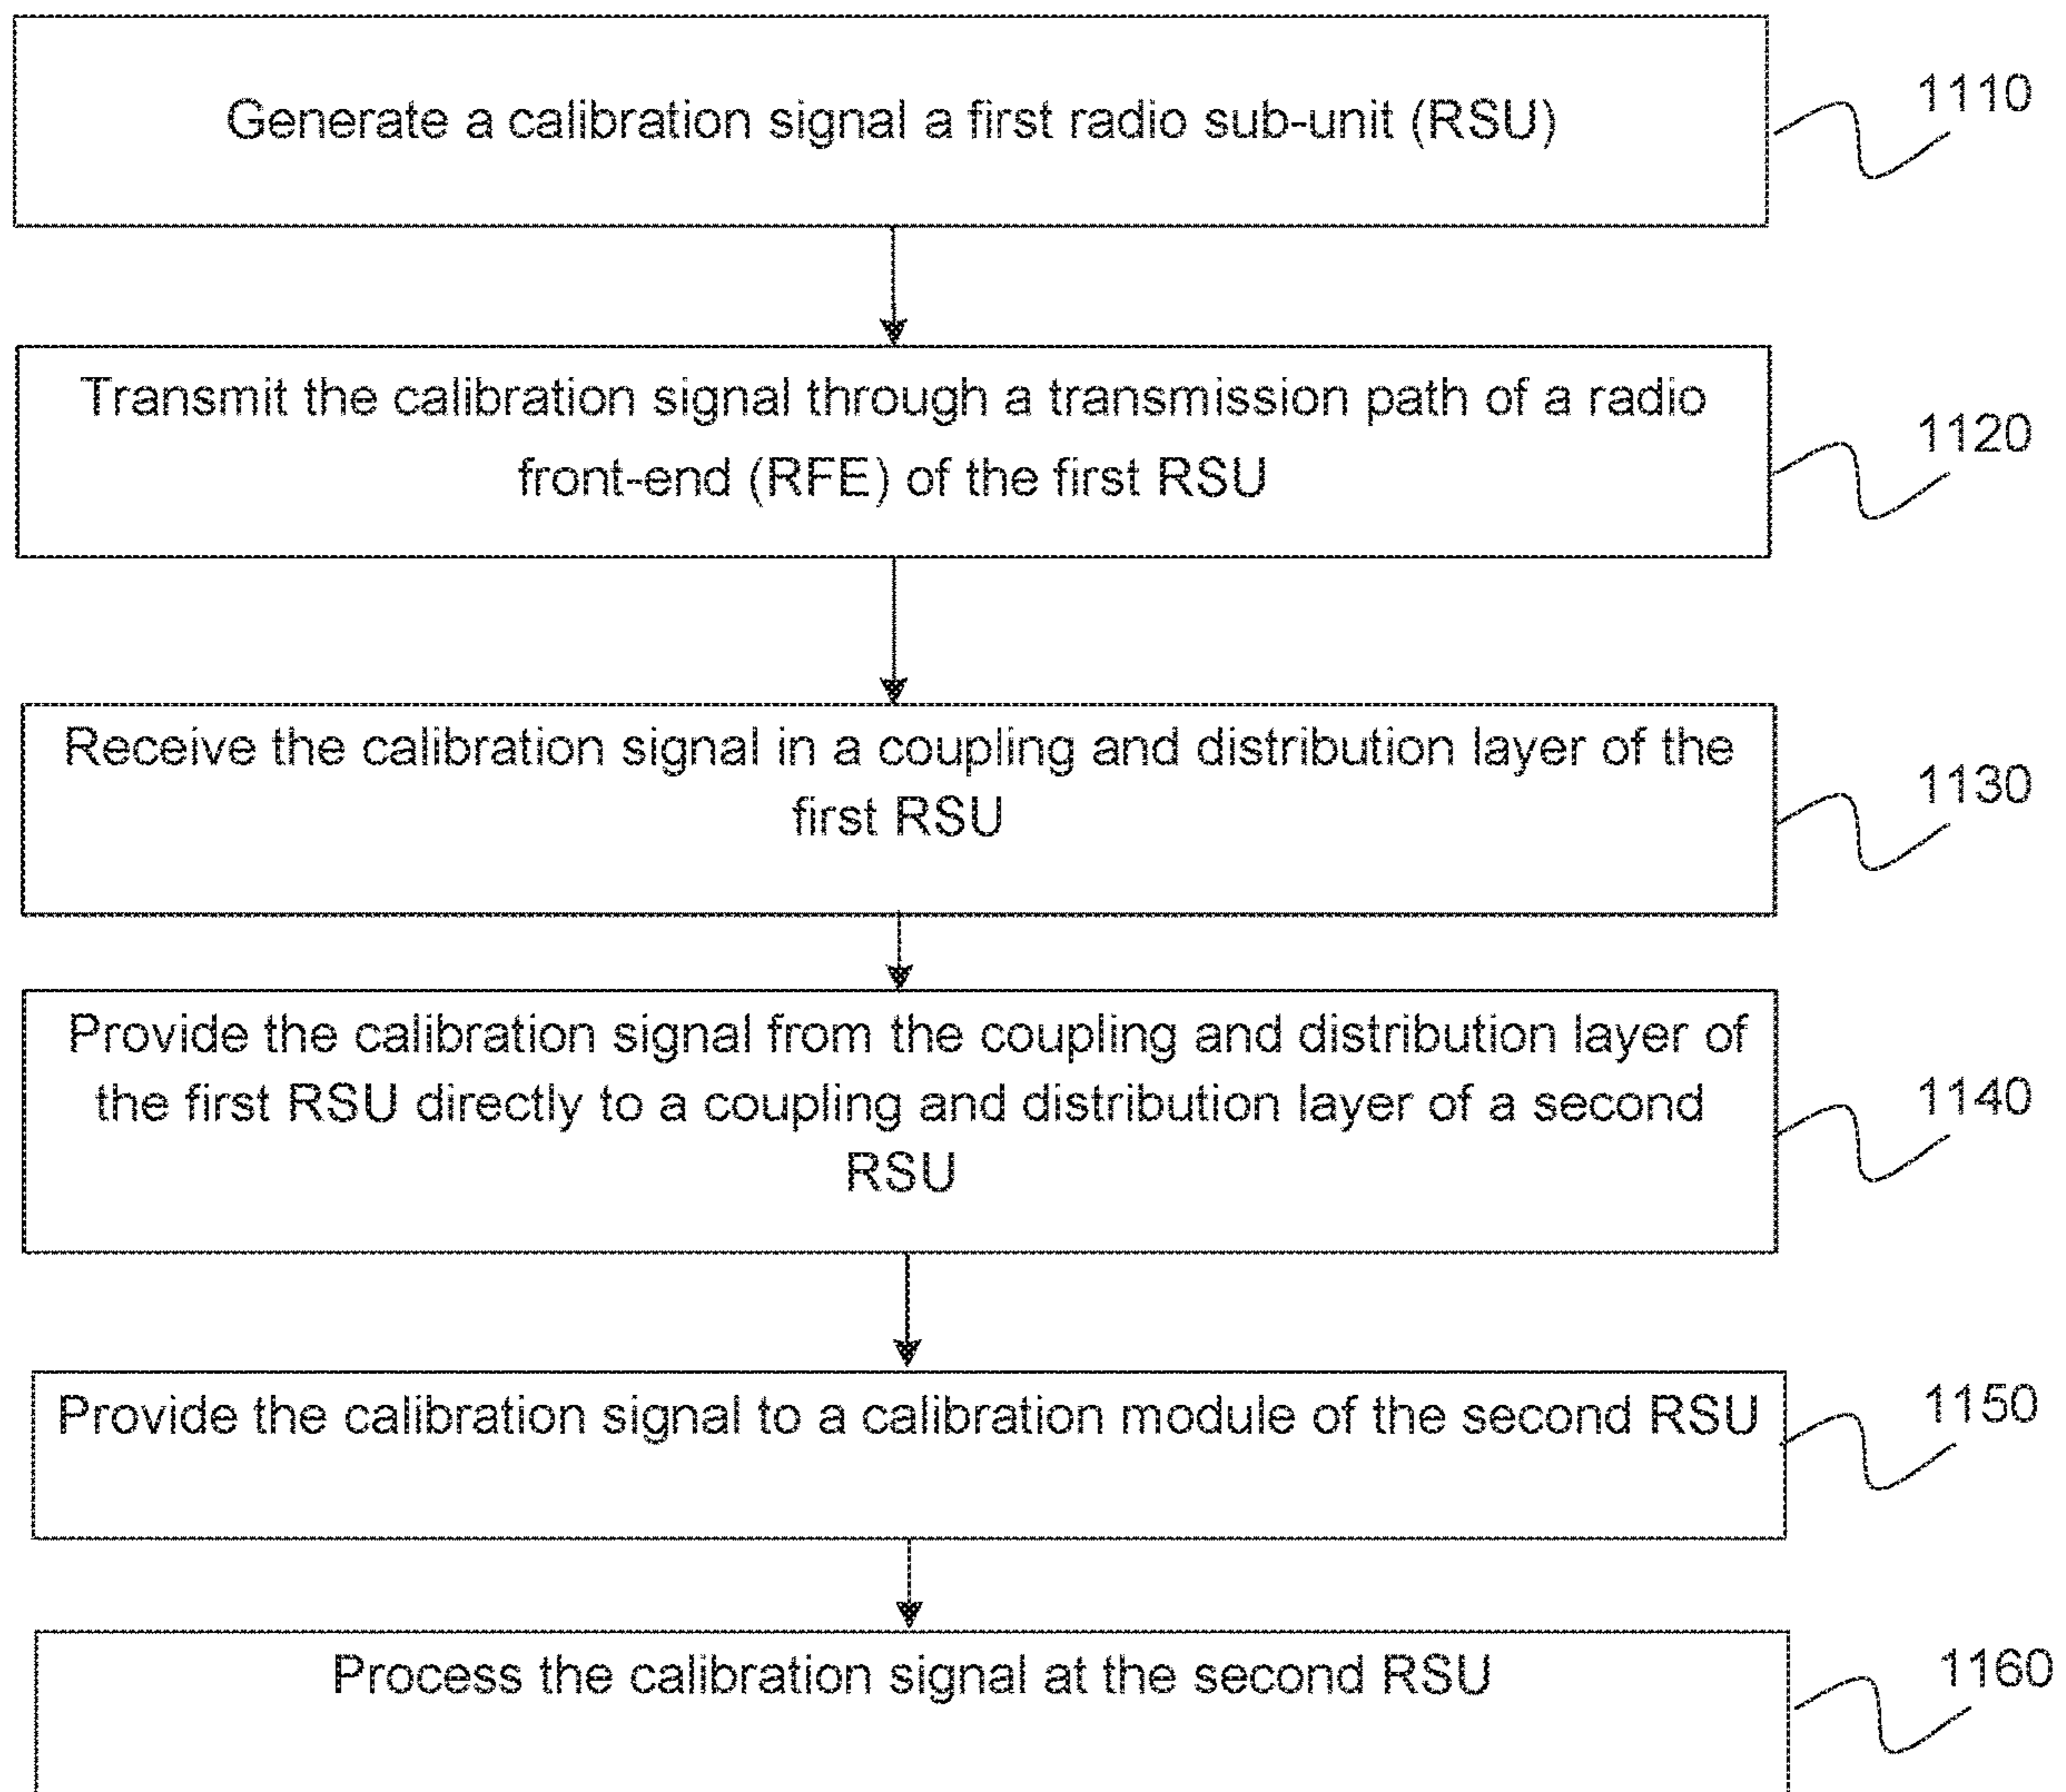 Generate a calibration signal a first radio sub-unit (RSU)
1110
Transmit the calibration signal through a transmission path of a radio
front-end (RFE) of the first RSU
1120
Receive the calibration signal in a coupling and distribution layer of the
first RSU
1130
Provide the calibration signal from the coupling and distribution layer of
the first RSU directly to a coupling and distribution layer of a second
RSU
1140
Provide the calibration signal to a calibration module of the second RSU
1150
Process the calibration signal at the second RSU
1160